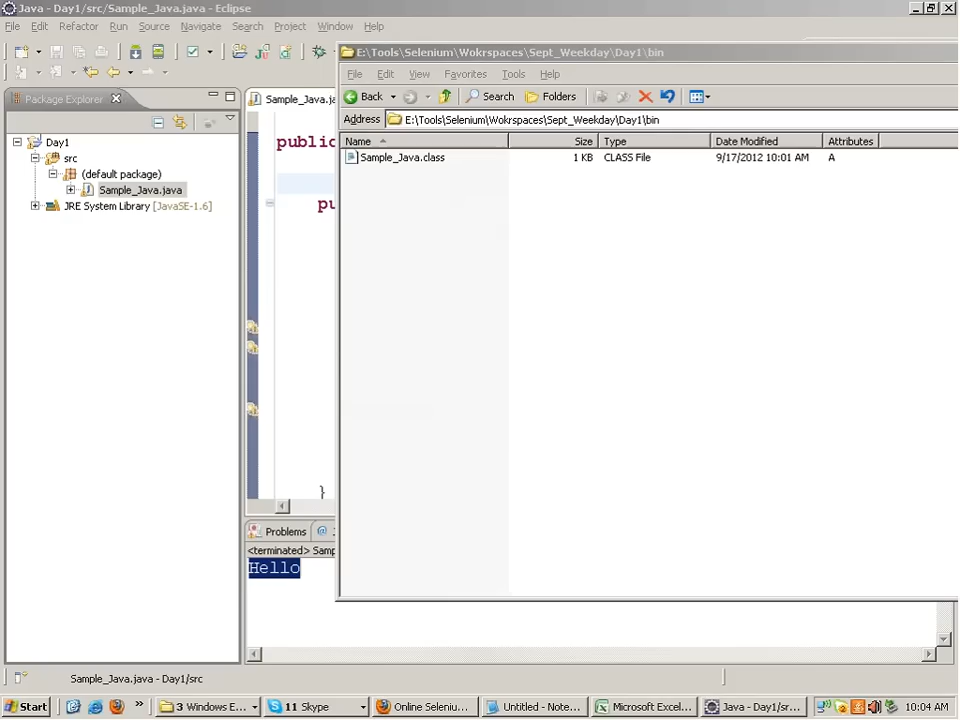 Java - Day1/src/Sample_Java.java - Eclipse
File Edit Refactor Run Source Navigate Search Project Window Help
E:\Tools\Selenium\Wokrspaces\Sept_Weekday\Day1\bin
File Edit View Favorites Tools Help
Back Search Folders
Address E:\Tools\Selenium\Wokrspaces\Sept_Weekday\Day1\bin
Name Size Type Date Modified Attributes
Sample_Java.class 1 KB CLASS File 9/17/2012 10:01 AM A
Package Explorer
Day1
src
(default package)
Sample_Java.java
JRE System Library [JavaSE-1.6]
Sample_Java.ja
public
pu
}
Problems @
<terminated> Samp
Hello
Sample_Java.java - Day1/src
Start » 3 Windows E... 11 Skype Online Seleniu... Untitled - Note... Microsoft Excel... Java - Day1/sr... 10:04 AM